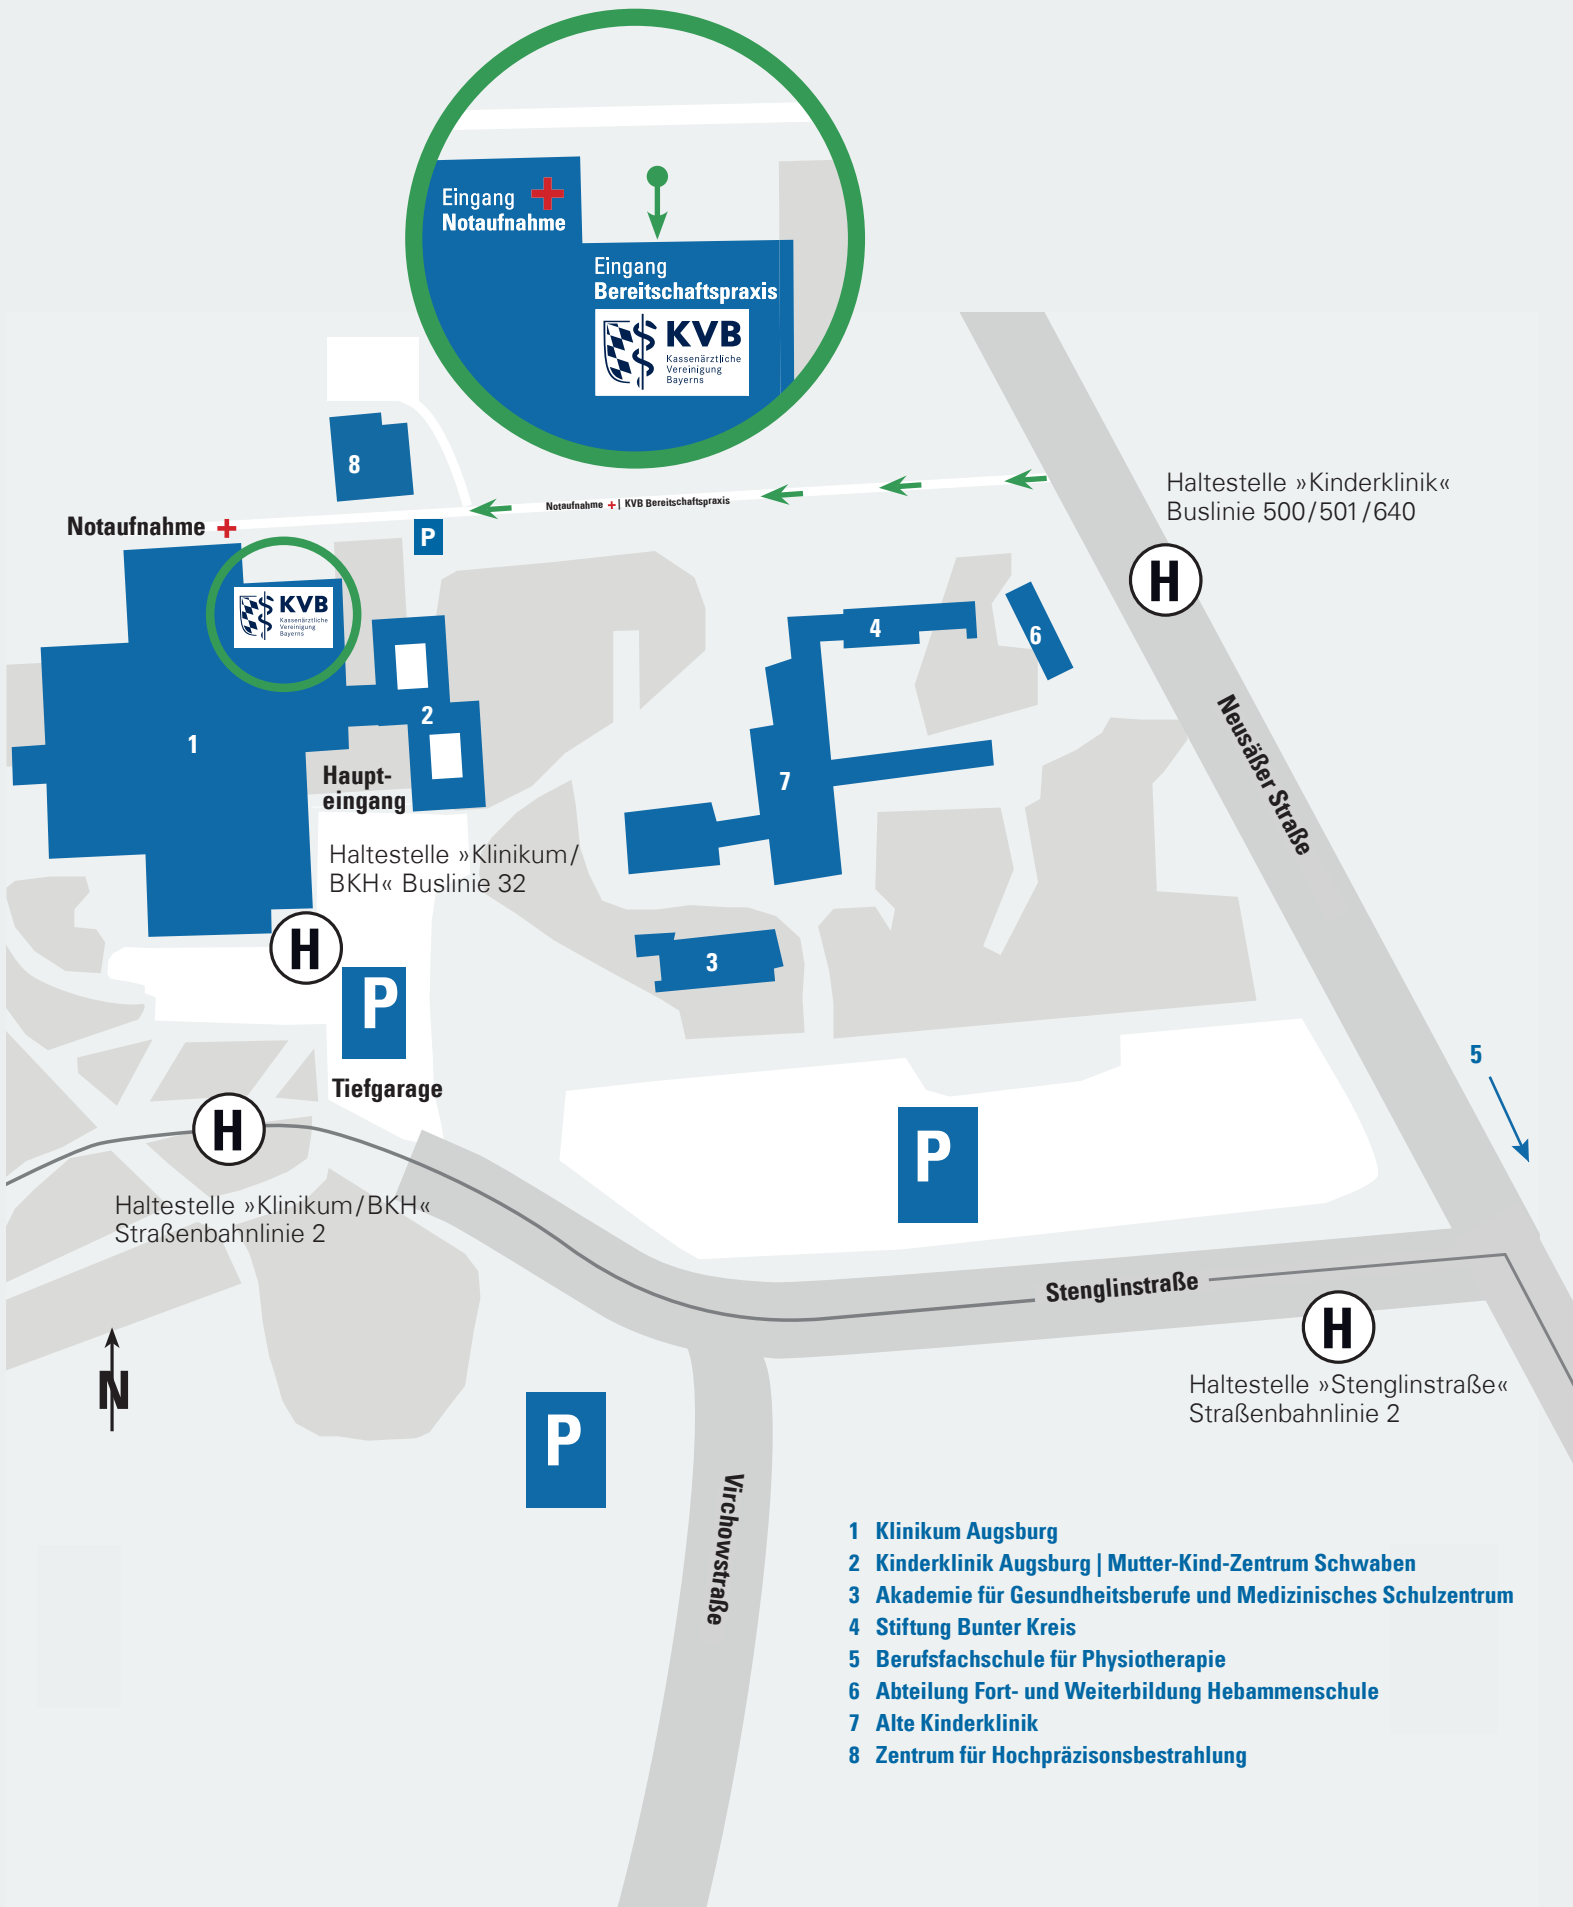 Eingang +
Notaufnahme
Eingang
Bereitschaftspraxis
KVB
Kassenärztliche
Vereinigung
Bayerns
8
Haltestelle »Kinderklinik«
Buslinie 500/501/640
H
Notaufnahme + | KVB Bereitschaftspraxis
Notaufnahme +
P
KVB
Kassenärztliche
Vereinigung
Bayerns
4
6
2
1
7
Neusäßer Straße
Haupt-
eingang
Haltestelle »Klinikum/
BKH« Buslinie 32
H
3
P
Tiefgarage
5
H
P
Haltestelle »Klinikum/BKH«
Straßenbahnlinie 2
Stenglinstraße
H
Haltestelle »Stenglinstraße«
Straßenbahnlinie 2
N
P
Virchowstraße
1 Klinikum Augsburg
2 Kinderklinik Augsburg | Mutter-Kind-Zentrum Schwaben
3 Akademie für Gesundheitsberufe und Medizinisches Schulzentrum
4 Stiftung Bunter Kreis
5 Berufsfachschule für Physiotherapie
6 Abteilung Fort- und Weiterbildung Hebammenschule
7 Alte Kinderklinik
8 Zentrum für Hochpräzisonsbestrahlung